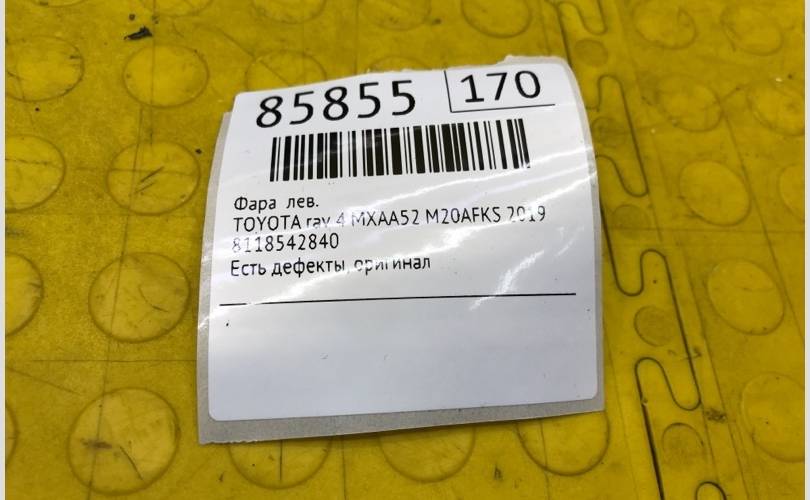 85855 170
Фара лев.
TOYOTA rav 4 MXAA52 M20AFKS 2019
8118542840
Есть дефекты, оригинал